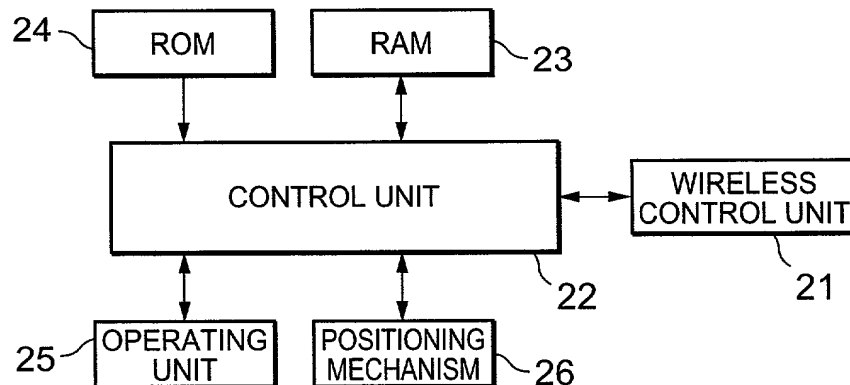 24
ROM
RAM
23
CONTROL UNIT
WIRELESS
CONTROL UNIT
22
21
25
OPERATING
UNIT
POSITIONING
MECHANISM
26